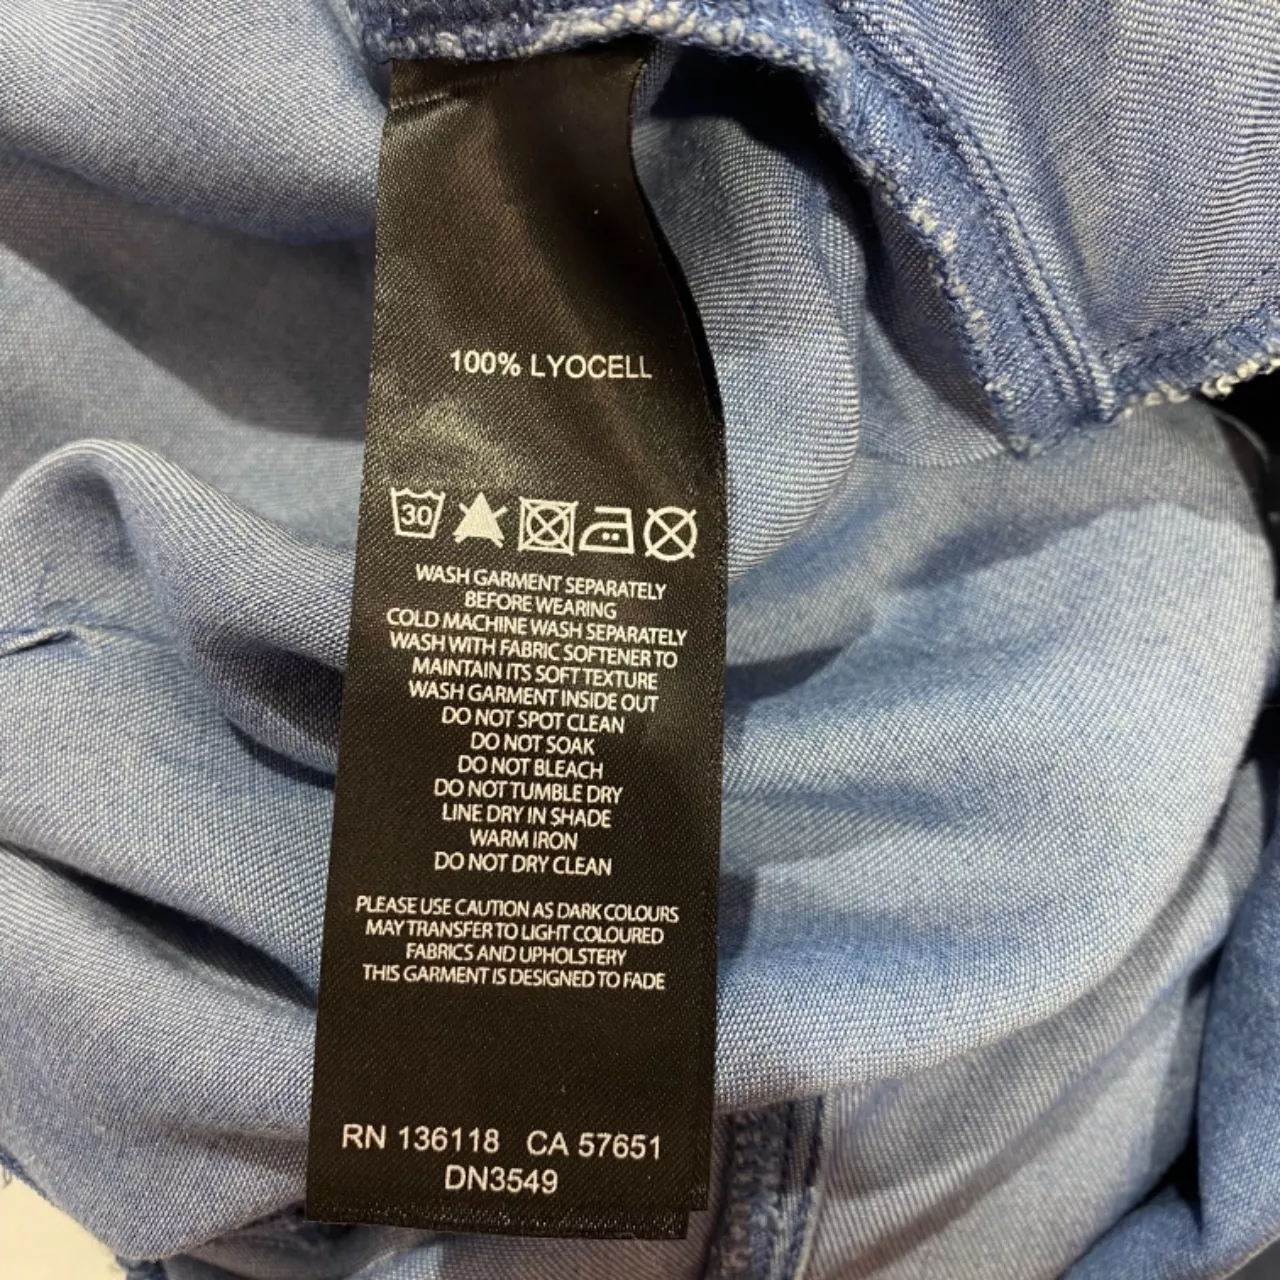 100% LYOCELL
30
WASH GARMENT SEPARATELY
BEFORE WEARING
COLD MACHINE WASH SEPARATELY
WASH WITH FABRIC SOFTENER TO
MAINTAIN ITS SOFT TEXTURE
WASH GARMENT INSIDE OUT
DO NOT SPOT CLEAN
DO NOT SOAK
DO NOT BLEACH
DO NOT TUMBLE DRY
LINE DRY IN SHADE
WARM IRON
DO NOT DRY CLEAN
PLEASE USE CAUTION AS DARK COLOURS
MAY TRANSFER TO LIGHT COLOURED
FABRICS AND UPHOLSTERY
THIS GARMENT IS DESIGNED TO FADE
RN 136118 CA 57651
DN3549